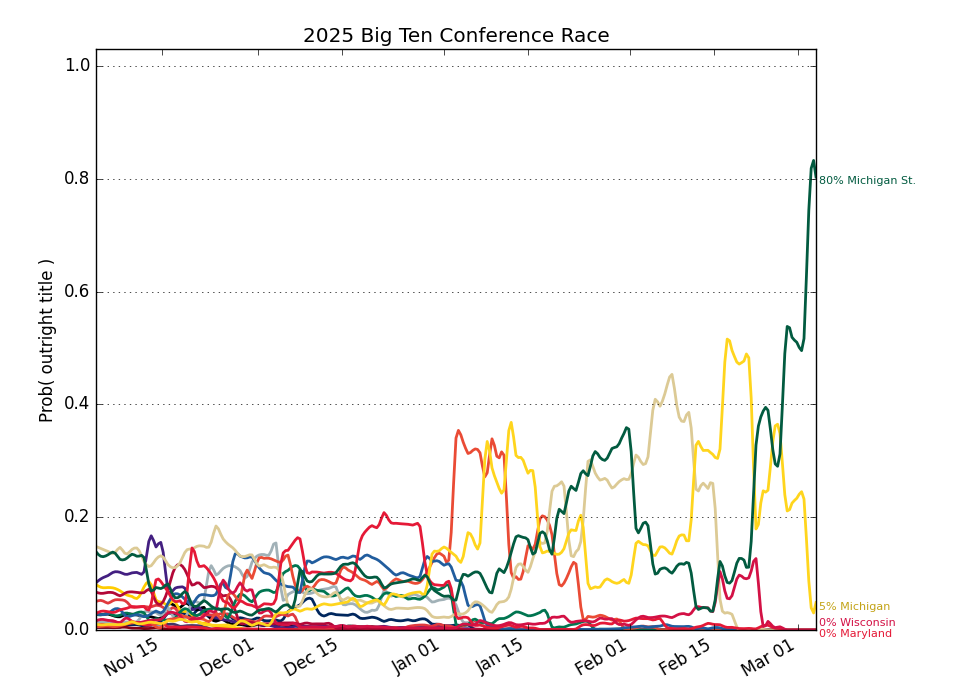 2025 Big Ten Conference Race
Prob( outright title )
1.0
0.8
0.6
0.4
0.2
0.0
80% Michigan St.
5% Michigan
0% Wisconsin
0% Maryland
Nov 15
Dec 01
Dec 15
Jan 01
Jan 15
Feb 01
Feb 15
Mar 01